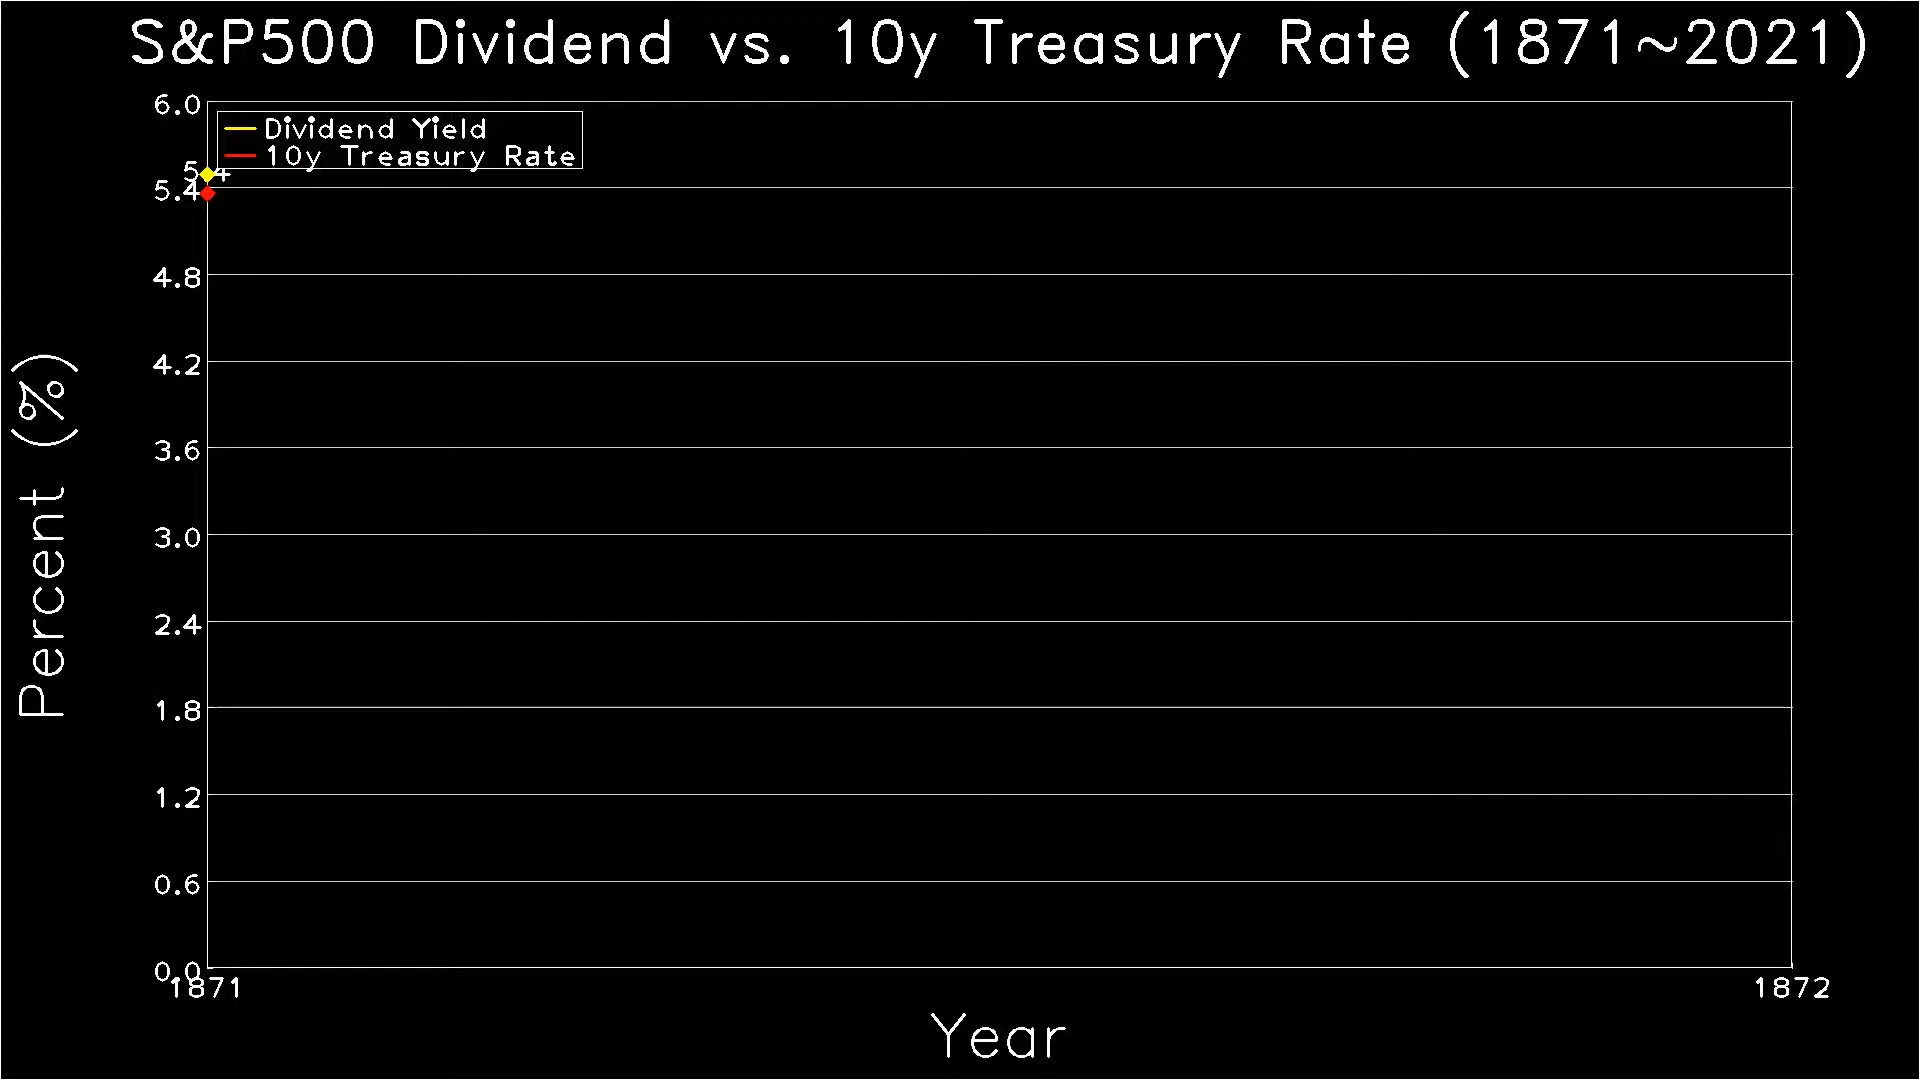 S&P500 Dividend vs. 10y Treasury Rate (1871~2021)
6.0
Dividend Yield
10y Treasury Rate
5.4
4.8
4.2
3.6
3.0
2.4
1.8
1.2
0.6
0.0
1871
1872
Percent (%)
Year